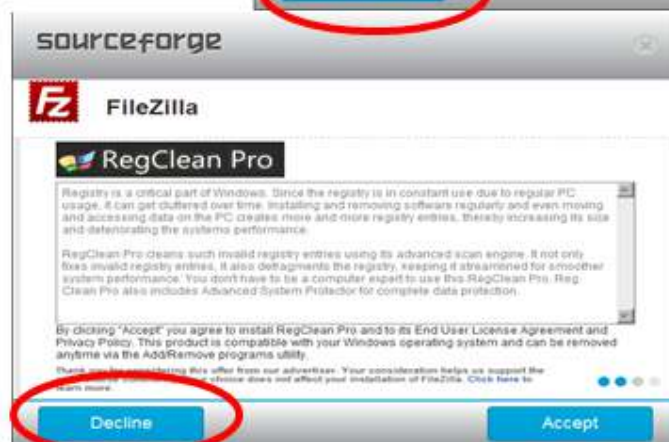 sourceforge
Fz
FileZilla
RegClean Pro
Registry is a critical part of Windows. Since the registry is in constant use due to regular PC
usage, it can get cluttered over time. Installing and removing software regularly and even moving
and accessing data on the PC creates more and more registry entries, thereby increasing its size
and deteriorating the systems performance.
RegClean Pro cleans such invalid registry entries using its advanced scan engine. It not only
fixes invalid registry entries, it also defragments the registry, keeping it streamlined for smoother
system performance. You don't have to be a computer expert to use this RegClean Pro. Reg
Clean Pro also includes Advanced System Protector for complete data protection.
By clicking "Accept" you agree to install RegClean Pro and to its End User License Agreement and
Privacy Policy. This product is compatible with your Windows operating system and can be removed
anytime via the Add/Remove programs utility.
Thank you for considering this offer from our advertiser. Your consideration helps us support the
choice does not affect your installation of FileZilla. Click here to
learn more.
Decline
Accept